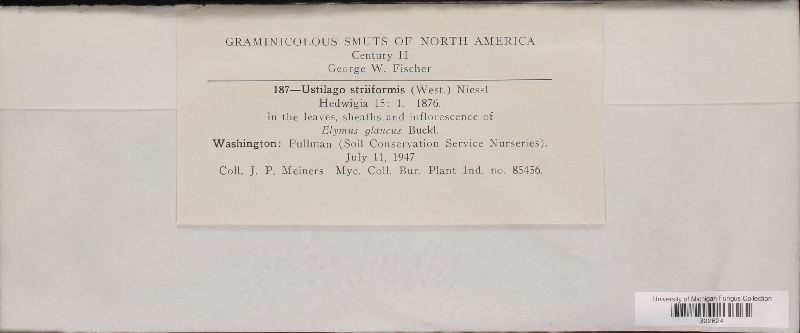 GRAMINICOLOUS SMUTS OF NORTH AMERICA
Century II
George W. Fischer
187—Ustilago striiformis (West.) Niessl
Hedwigia 15: 1. 1876.
in the leaves, sheaths and inflorescence of
Elymus glaucus Buckl.
Washington: Pullman (Soil Conservation Service Nurseries).
July 11, 1947
Coll. J. P. Meiners Myc. Coll. Bur. Plant Ind. no. 85456.
University of Michigan Fungus Collection
302624